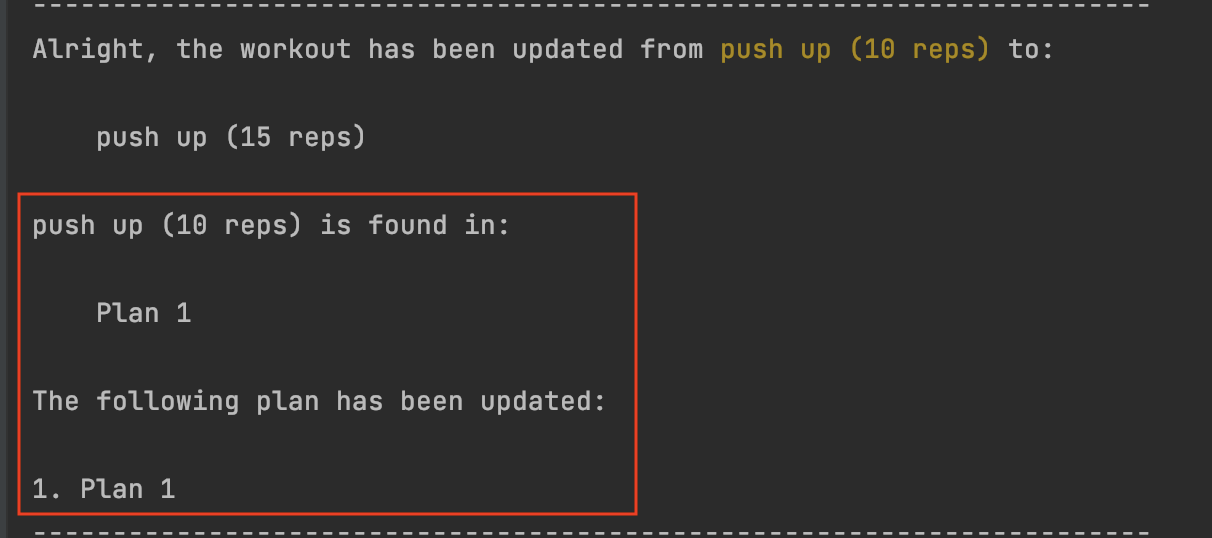 ----------------------------------------------------------------------
Alright, the workout has been updated from push up (10 reps) to:
push up (15 reps)
push up (10 reps) is found in:
Plan 1
The following plan has been updated:
1. Plan 1
----------------------------------------------------------------------